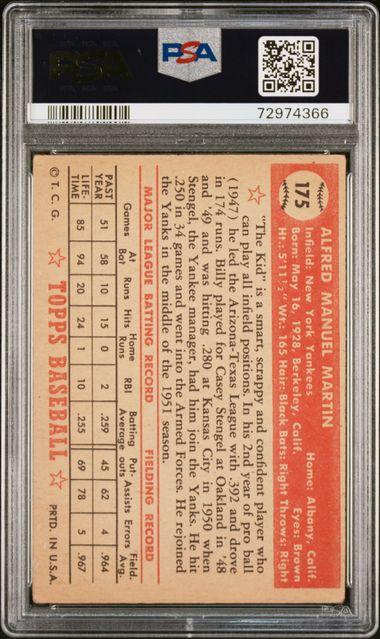 PSA
PSA
72974366
175
ALFRED MANUEL MARTIN
Infield: New York Yankees Home: Albany, Calif.
Born: May 16, 1928, Berkeley, Calif. Eyes: Brown
Ht.: 5'11½" Wt.: 165 Hair: Black Bats: Right Throws: Right
"The Kid" is a smart, scrappy and confident player who
can play all infield positions. In his 2nd year of pro ball
(1947) he led the Arizona-Texas League with .392 and drove
in 174 runs. Billy played for Casey Stengel at Oakland in '48
and '49 and was hitting .280 at Kansas City in 1950 when
Stengel, the Yankee manager, had him join the Yanks. He hit
.250 in 34 games and went into the Armed Forces. He rejoined
the Yanks in the middle of the 1951 season.
MAJOR LEAGUE BATTING RECORD FIELDING RECORD
Games At Bat Runs Hits Home Runs RBI Batting Average Put-outs Assists Errors Field. Avg.
PAST YEAR 51 58 10 15 0 2 .259 45 62 4 .964
LIFE-TIME 85 94 20 24 1 10 .255 69 78 5 .967
© T. C. G. TOPPS BASEBALL PRTD. IN U.S.A.